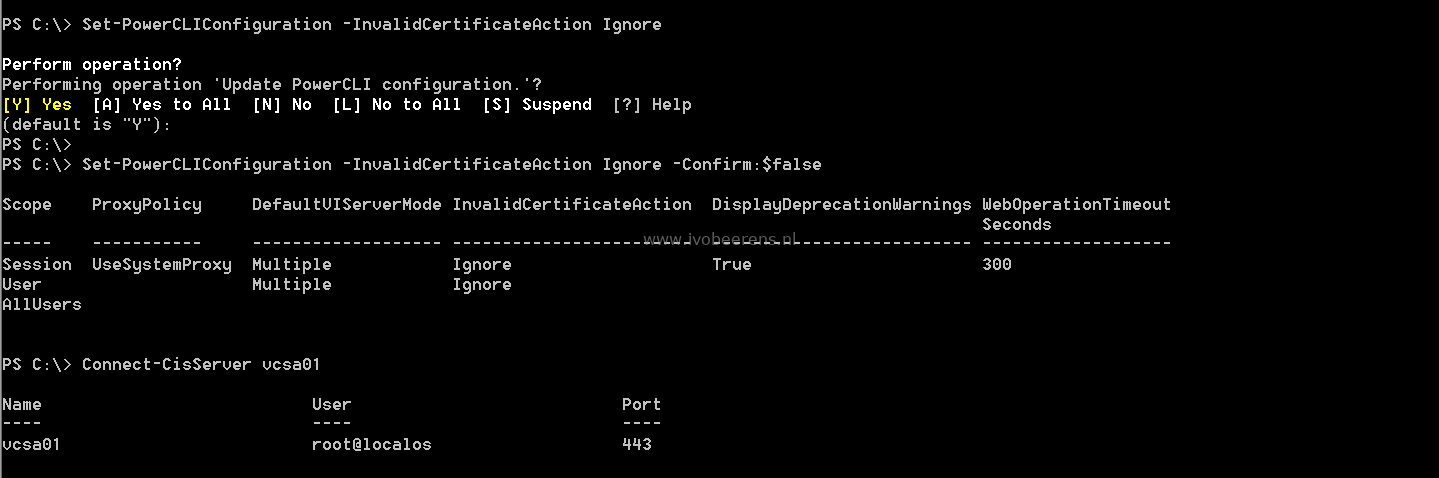 PS C:\> Set-PowerCLIConfiguration -InvalidCertificateAction Ignore
Perform operation?
Performing operation 'Update PowerCLI configuration.'?
[Y] Yes  [A] Yes to All  [N] No  [L] No to All  [S] Suspend  [?] Help
(default is "Y"):
PS C:\>
PS C:\> Set-PowerCLIConfiguration -InvalidCertificateAction Ignore -Confirm:$false
Scope    ProxyPolicy     DefaultVIServerMode InvalidCertificateAction  DisplayDeprecationWarnings WebOperationTimeout
Seconds
-----    -----------     ------------------- ------------------------  -------------------------- -------------------
www.ivobeerens.nl
Session  UseSystemProxy  Multiple            Ignore                    True                       300
User                     Multiple            Ignore
AllUsers
PS C:\> Connect-CisServer vcsa01
Name                           User                           Port
----                           ----                           ----
vcsa01                         root@localos                   443